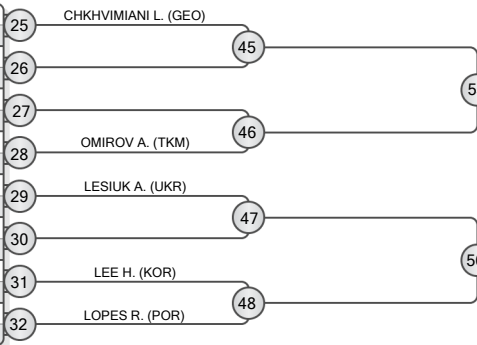 25
CHKHVIMIANI L. (GEO)
45
26
27
46
28
OMIROV A. (TKM)
29
LESIUK A. (UKR)
47
30
31
LEE H. (KOR)
48
32
LOPES R. (POR)